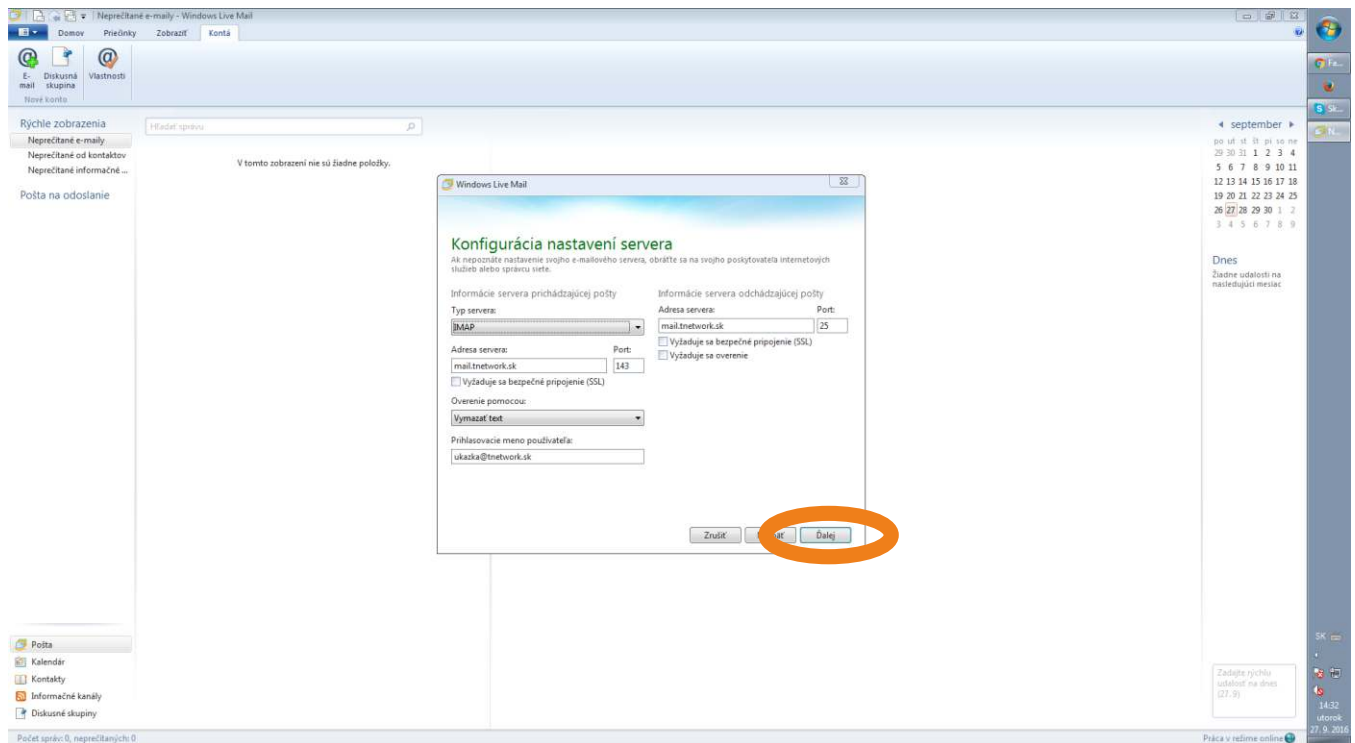 Neprečítané e-maily - Windows Live Mail
Domov Priečinky Zobraziť Kontá
E-mail
Diskusná skupina
Vlastnosti
Nové konto
Rýchle zobrazenia
Neprečítané e-maily
Neprečítané od kontaktov
Neprečítané informačné ...
Pošta na odoslanie
Hľadať správu
V tomto zobrazení nie sú žiadne položky.
Windows Live Mail
Konfigurácia nastavení servera
Ak nepoznáte nastavenie svojho e-mailového servera, obráťte sa na svojho poskytovateľa internetových
služieb alebo správcu siete.
Informácie servera prichádzajúcej pošty
Typ servera:
IMAP
Adresa servera: Port:
mail.tnetwork.sk 143
Vyžaduje sa bezpečné pripojenie (SSL)
Overenie pomocou:
Vymazať text
Prihlasovacie meno používateľa:
ukazka@tnetwork.sk
Informácie servera odchádzajúcej pošty
Adresa servera: Port:
mail.tnetwork.sk 25
Vyžaduje sa bezpečné pripojenie (SSL)
Vyžaduje sa overenie
Zrušiť Ďalej
september
po ut st št pi so ne
29 30 31 1 2 3 4
5 6 7 8 9 10 11
12 13 14 15 16 17 18
19 20 21 22 23 24 25
26 27 28 29 30 1 2
3 4 5 6 7 8 9
Dnes
Žiadne udalosti na
nasledujúci mesiac
Zadajte rýchlu
udalosť na dnes
(27. 9)
Pošta
Kalendár
Kontakty
Informačné kanály
Diskusné skupiny
Počet správ: 0, neprečítaných: 0
Práca v režime online
Fa...
Sk...
N...
SK
14:32
utorok
27. 9. 2016